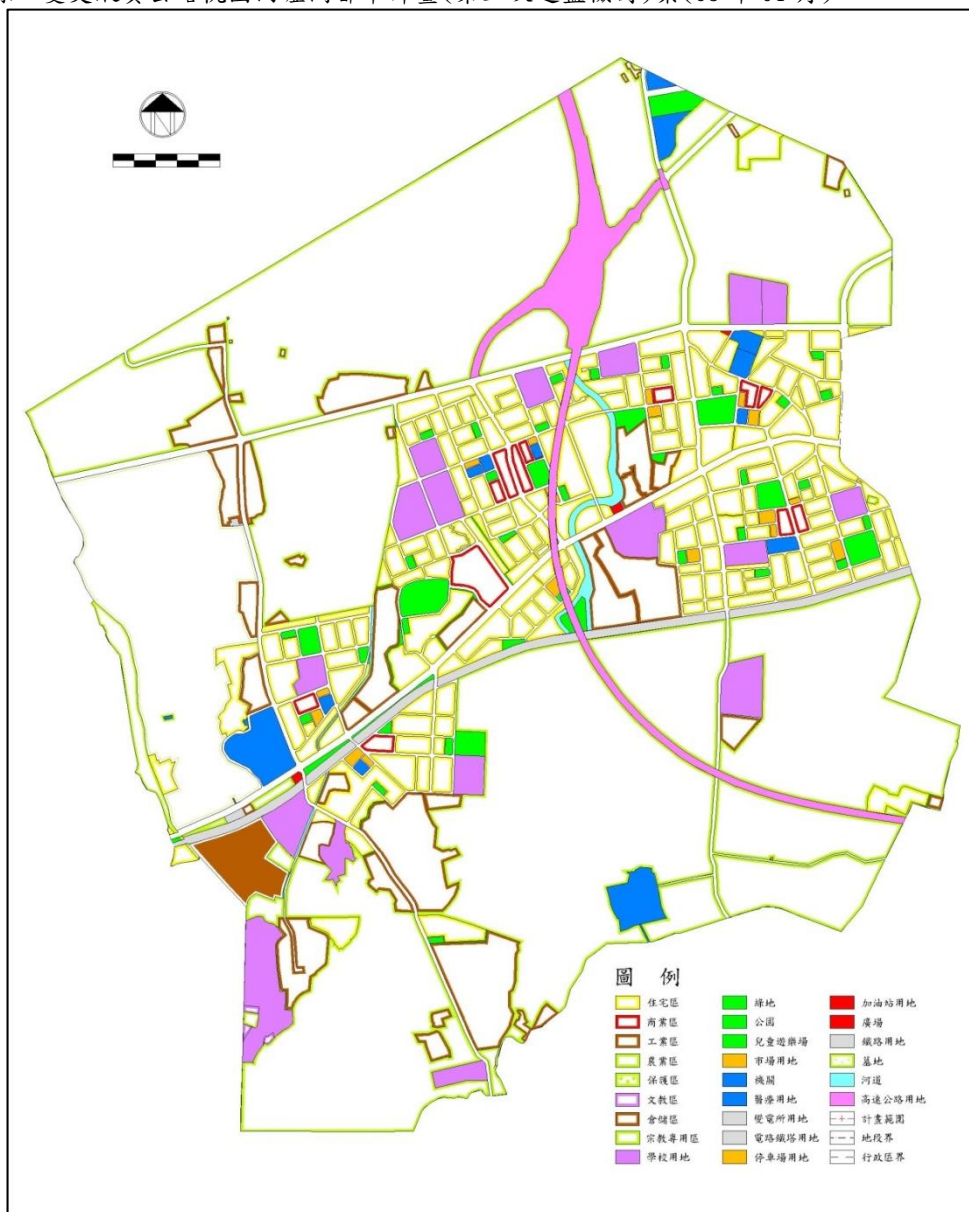 圖 例
住宅區 綠地 加油站用地
商業區 公園 廣場
工業區 兒童遊樂場 鐵路用地
農業區 市場用地 墓地
保護區 機關 河道
文教區 醫療用地 高速公路用地
倉儲區 變電所用地 計畫範圍
宗教專用區 電路鐵塔用地 地段界
學校用地 停車場用地 行政區界